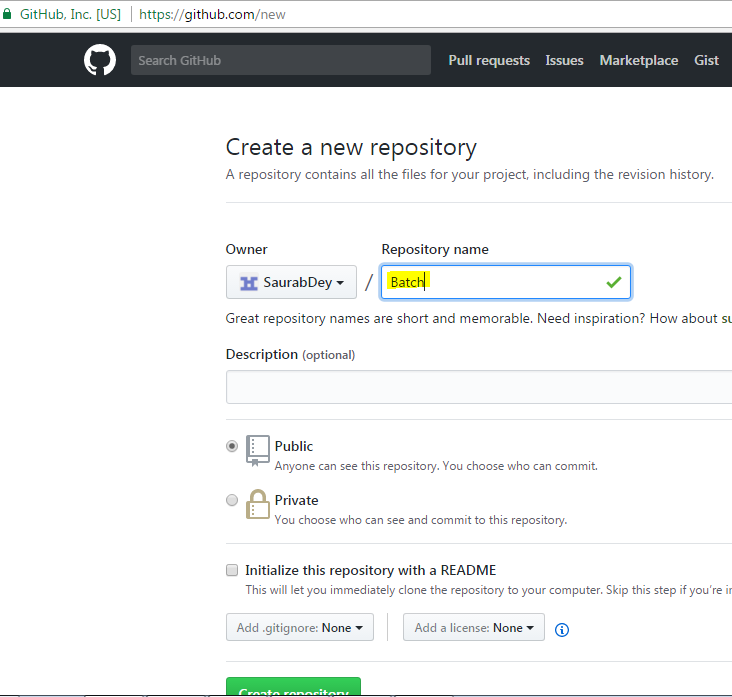 GitHub, Inc. [US] https://github.com/new
Search GitHub Pull requests Issues Marketplace Gist
Create a new repository
A repository contains all the files for your project, including the revision history.
Owner Repository name
SaurabDey / Batch
Great repository names are short and memorable. Need inspiration? How about
Description (optional)
Public
Anyone can see this repository. You choose who can commit.
Private
You choose who can see and commit to this repository.
Initialize this repository with a README
This will let you immediately clone the repository to your computer. Skip this step if you're
Add .gitignore: None Add a license: None
Create repository